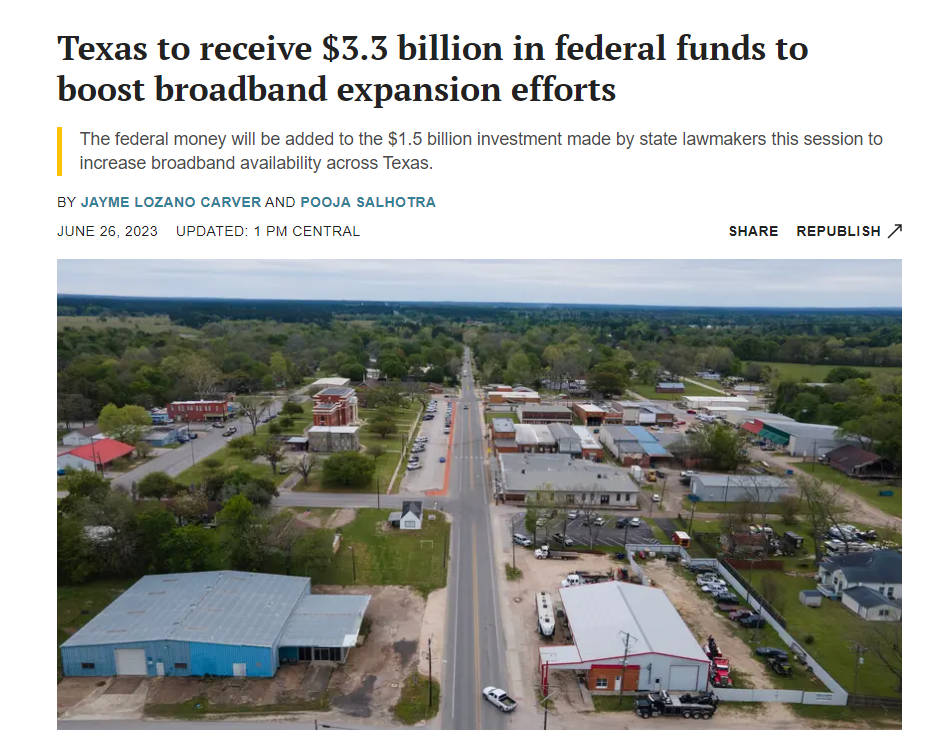 Texas to receive $3.3 billion in federal funds to
boost broadband expansion efforts
The federal money will be added to the $1.5 billion investment made by state lawmakers this session to
increase broadband availability across Texas.
BY JAYME LOZANO CARVER AND POOJA SALHOTRA
JUNE 26, 2023 UPDATED: 1 PM CENTRAL
SHARE REPUBLISH